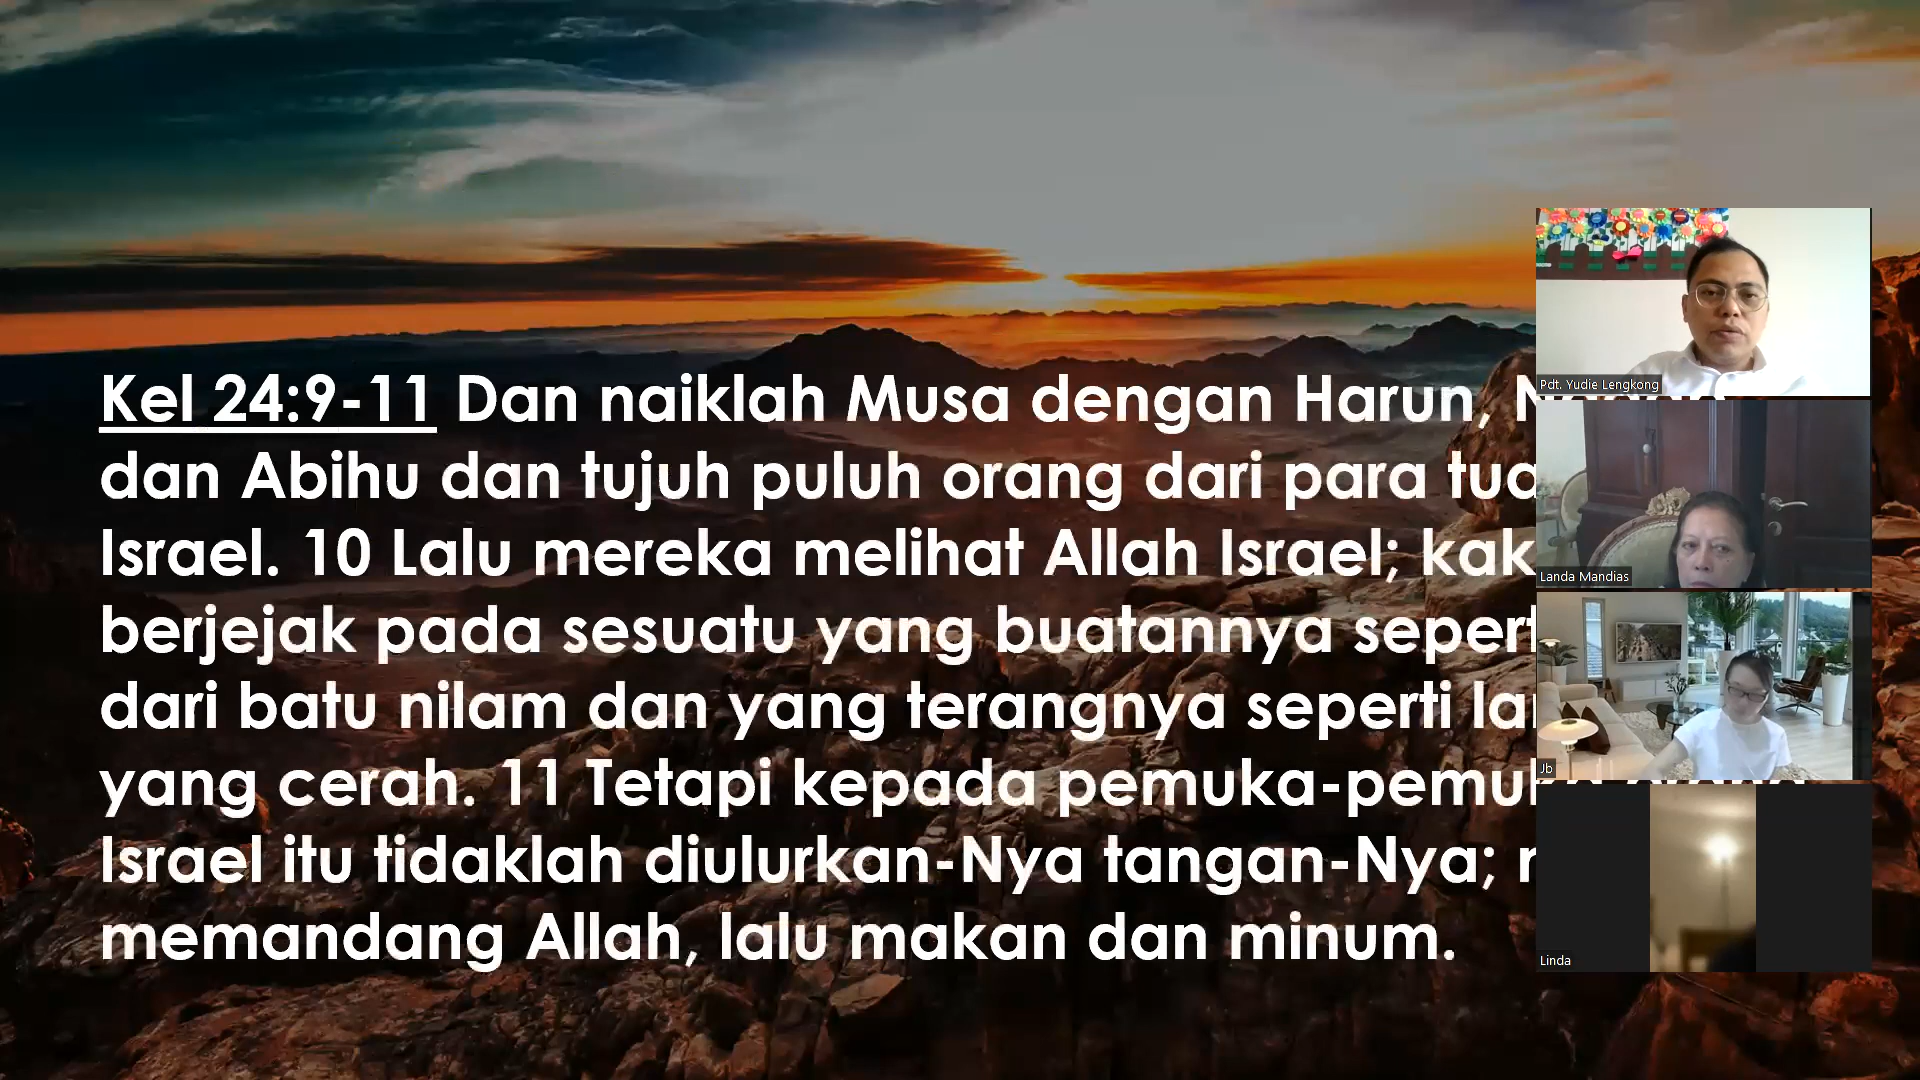 Kel 24:9-11 Dan naiklah Musa dengan Harun,
dan Abihu dan tujuh puluh orang dari para
Israel. 10 Lalu mereka melihat Allah Israel;
berjejak pada sesuatu yang buatannya
dari batu nilam dan yang terangnya seperti
yang cerah. 11 Tetapi kepada
Israel itu tidaklah diulurkan-Nya tangan-Nya;
memandang Allah, lalu makan dan minum.
Pdt. Yudie Lengkong
Landa Mandias
Jb
Linda